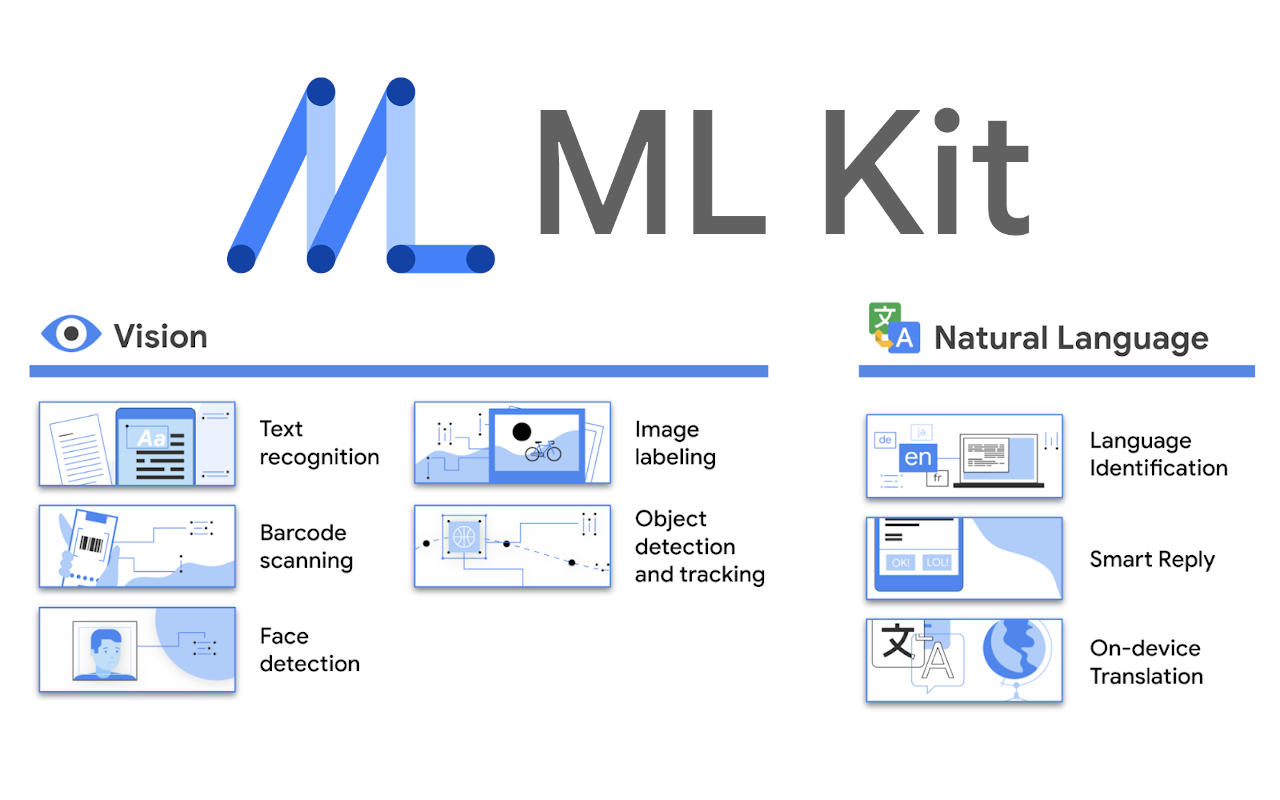 ML Kit
Vision
Text
recognition
Aa
Image
labeling
Barcode
scanning
Object
detection
and tracking
Face
detection
文
A
Natural Language
de
ja
en
fr
Language
Identification
OK!
LOL!
Smart Reply
文
A
On-device
Translation